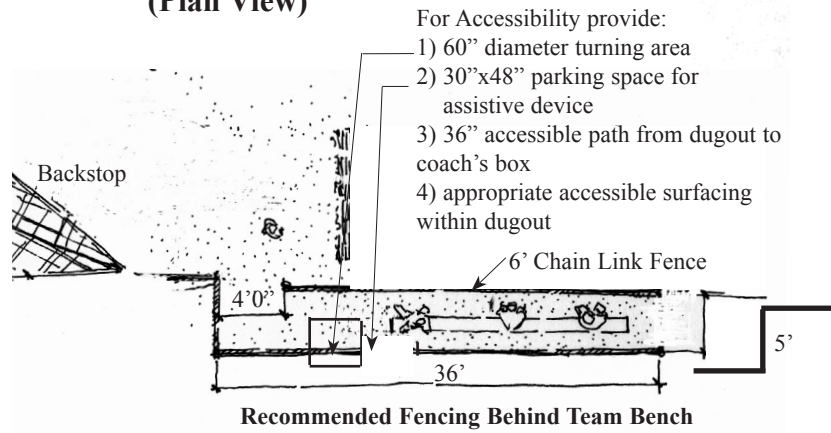 (Plan View)
For Accessibility provide:
1) 60” diameter turning area
2) 30”x48” parking space for
assistive device
3) 36” accessible path from dugout to
coach’s box
4) appropriate accessible surfacing
within dugout
Backstop
6’ Chain Link Fence
4’0”
5’
36’
Recommended Fencing Behind Team Bench